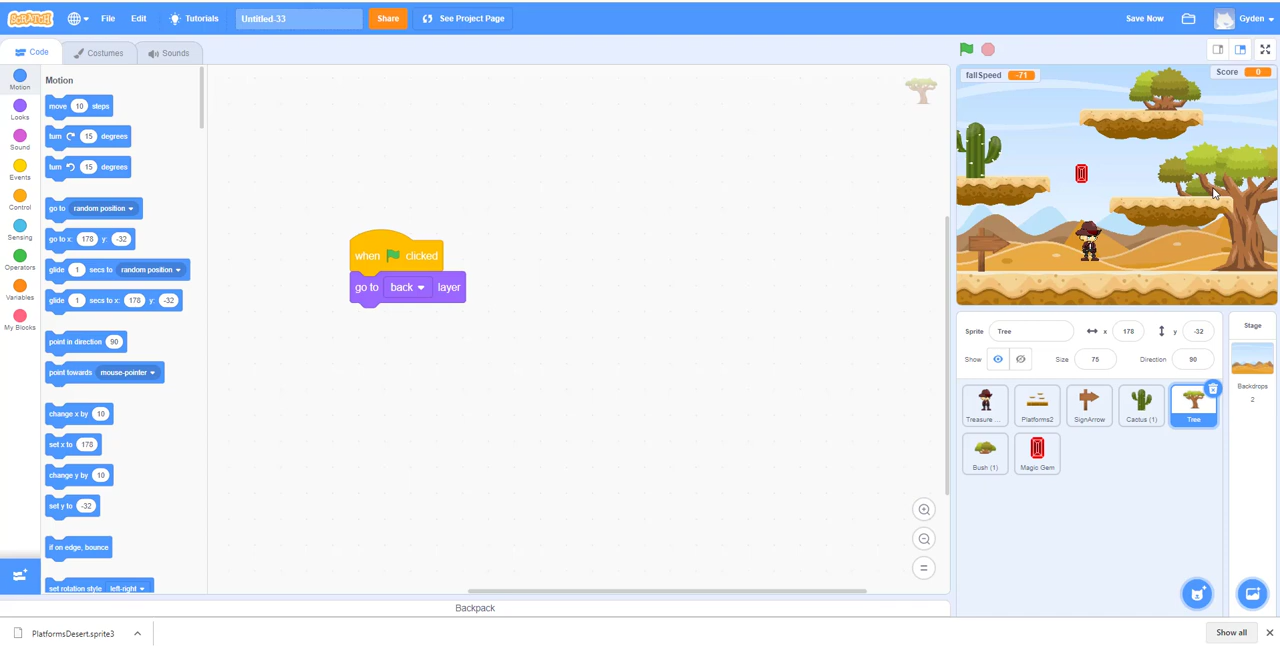 SCRATCH File Edit Tutorials Untitled-33 Share See Project Page Save Now Gyden
Code Costumes Sounds
Motion
Looks
Sound
Events
Control
Sensing
Operators
Variables
My Blocks
Motion
move 10 steps
turn 15 degrees
turn 15 degrees
go to random position
go to x: 178 y: -32
glide 1 secs to random position
glide 1 secs to x: 178 y: -32
point in direction 90
point towards mouse-pointer
change x by 10
set x to 178
change y by 10
set y to -32
if on edge, bounce
set rotation style left-right
when clicked
go to back layer
fallSpeed -71 Score 0
Sprite Tree x 178 y -32
Show Size 75 Direction 90
Treasure ... Platforms2 SignArrow Cactus (1) Tree
Bush (1) Magic Gem
Stage
Backdrops
2
Backpack
PlatformsDesert.sprite3 Show all